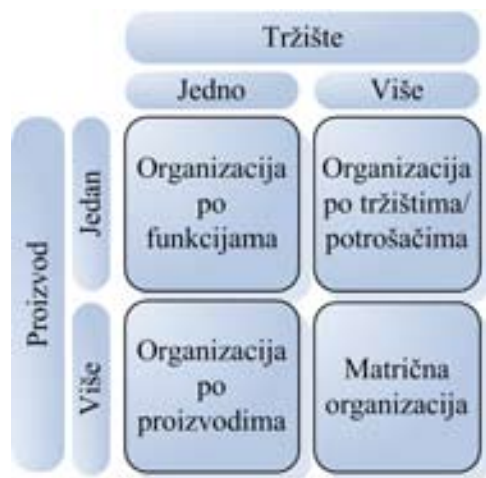 Tržište
Jedno
Više
Proizvod
Jedan
Organizacija
po
funkcijama
Organizacija
po tržištima/
potrošačima
Više
Organizacija
po
proizvodima
Matrična
organizacija